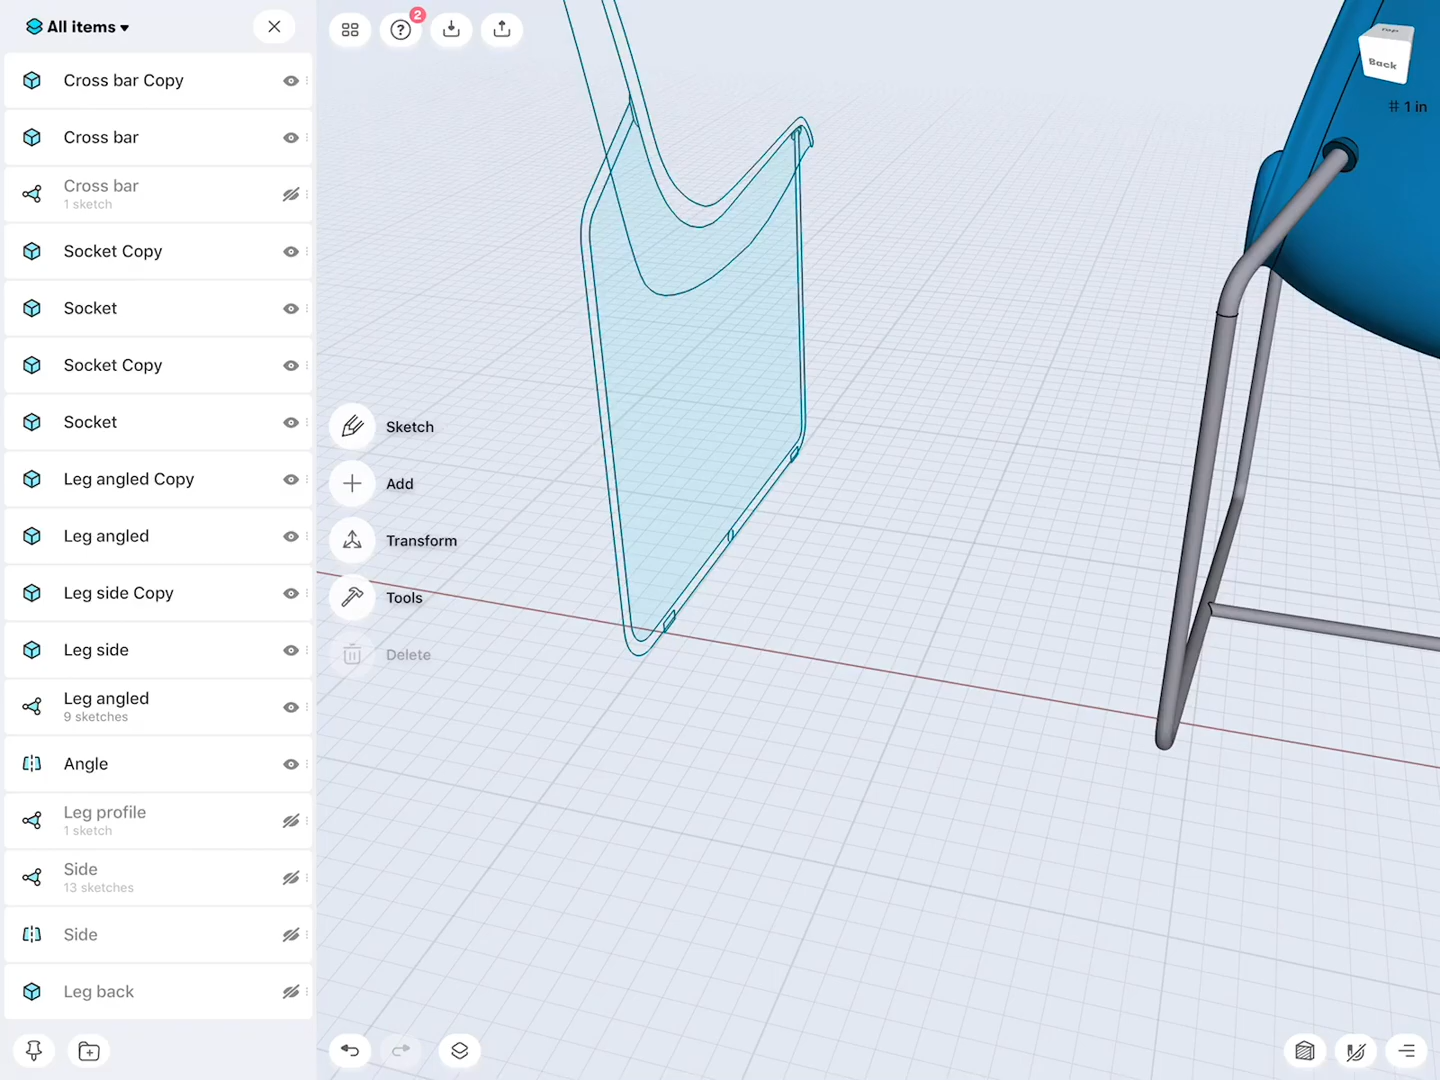 All items
Cross bar Copy
Cross bar
Cross bar
1 sketch
Socket Copy
Socket
Socket Copy
Socket
Leg angled Copy
Leg angled
Leg side Copy
Leg side
Leg angled
9 sketches
Angle
Leg profile
1 sketch
Side
13 sketches
Side
Leg back
2
Sketch
Add
Transform
Tools
Delete
TOP
Back
# 1 in